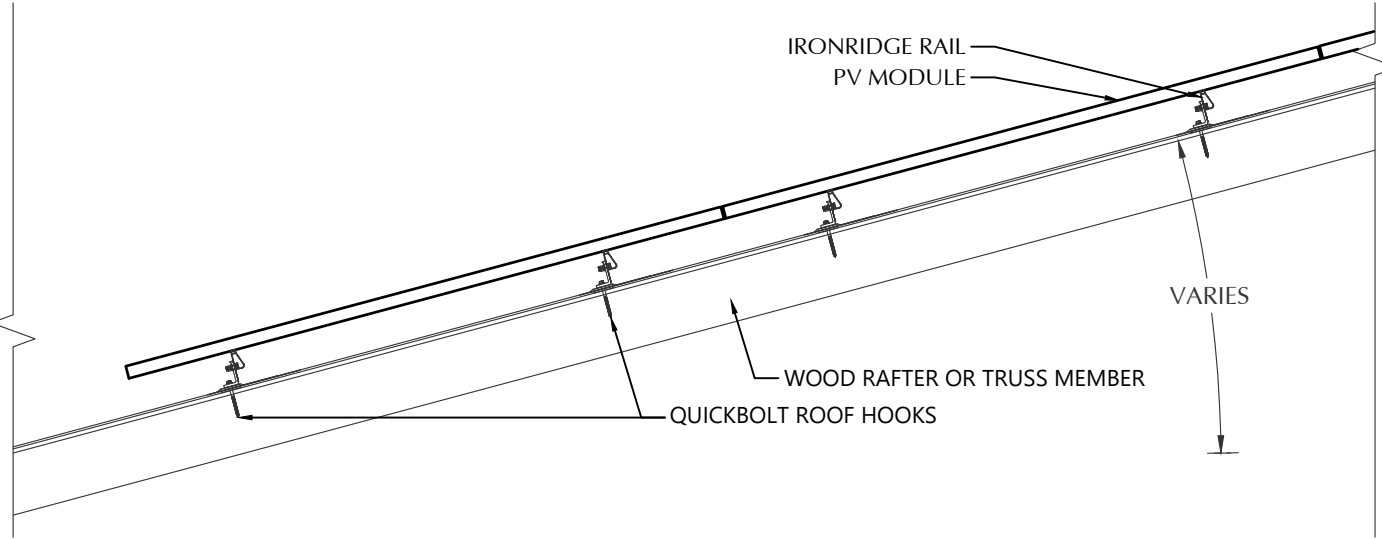 IRONRIDGE RAIL
PV MODULE
VARIES
WOOD RAFTER OR TRUSS MEMBER
QUICKBOLT ROOF HOOKS